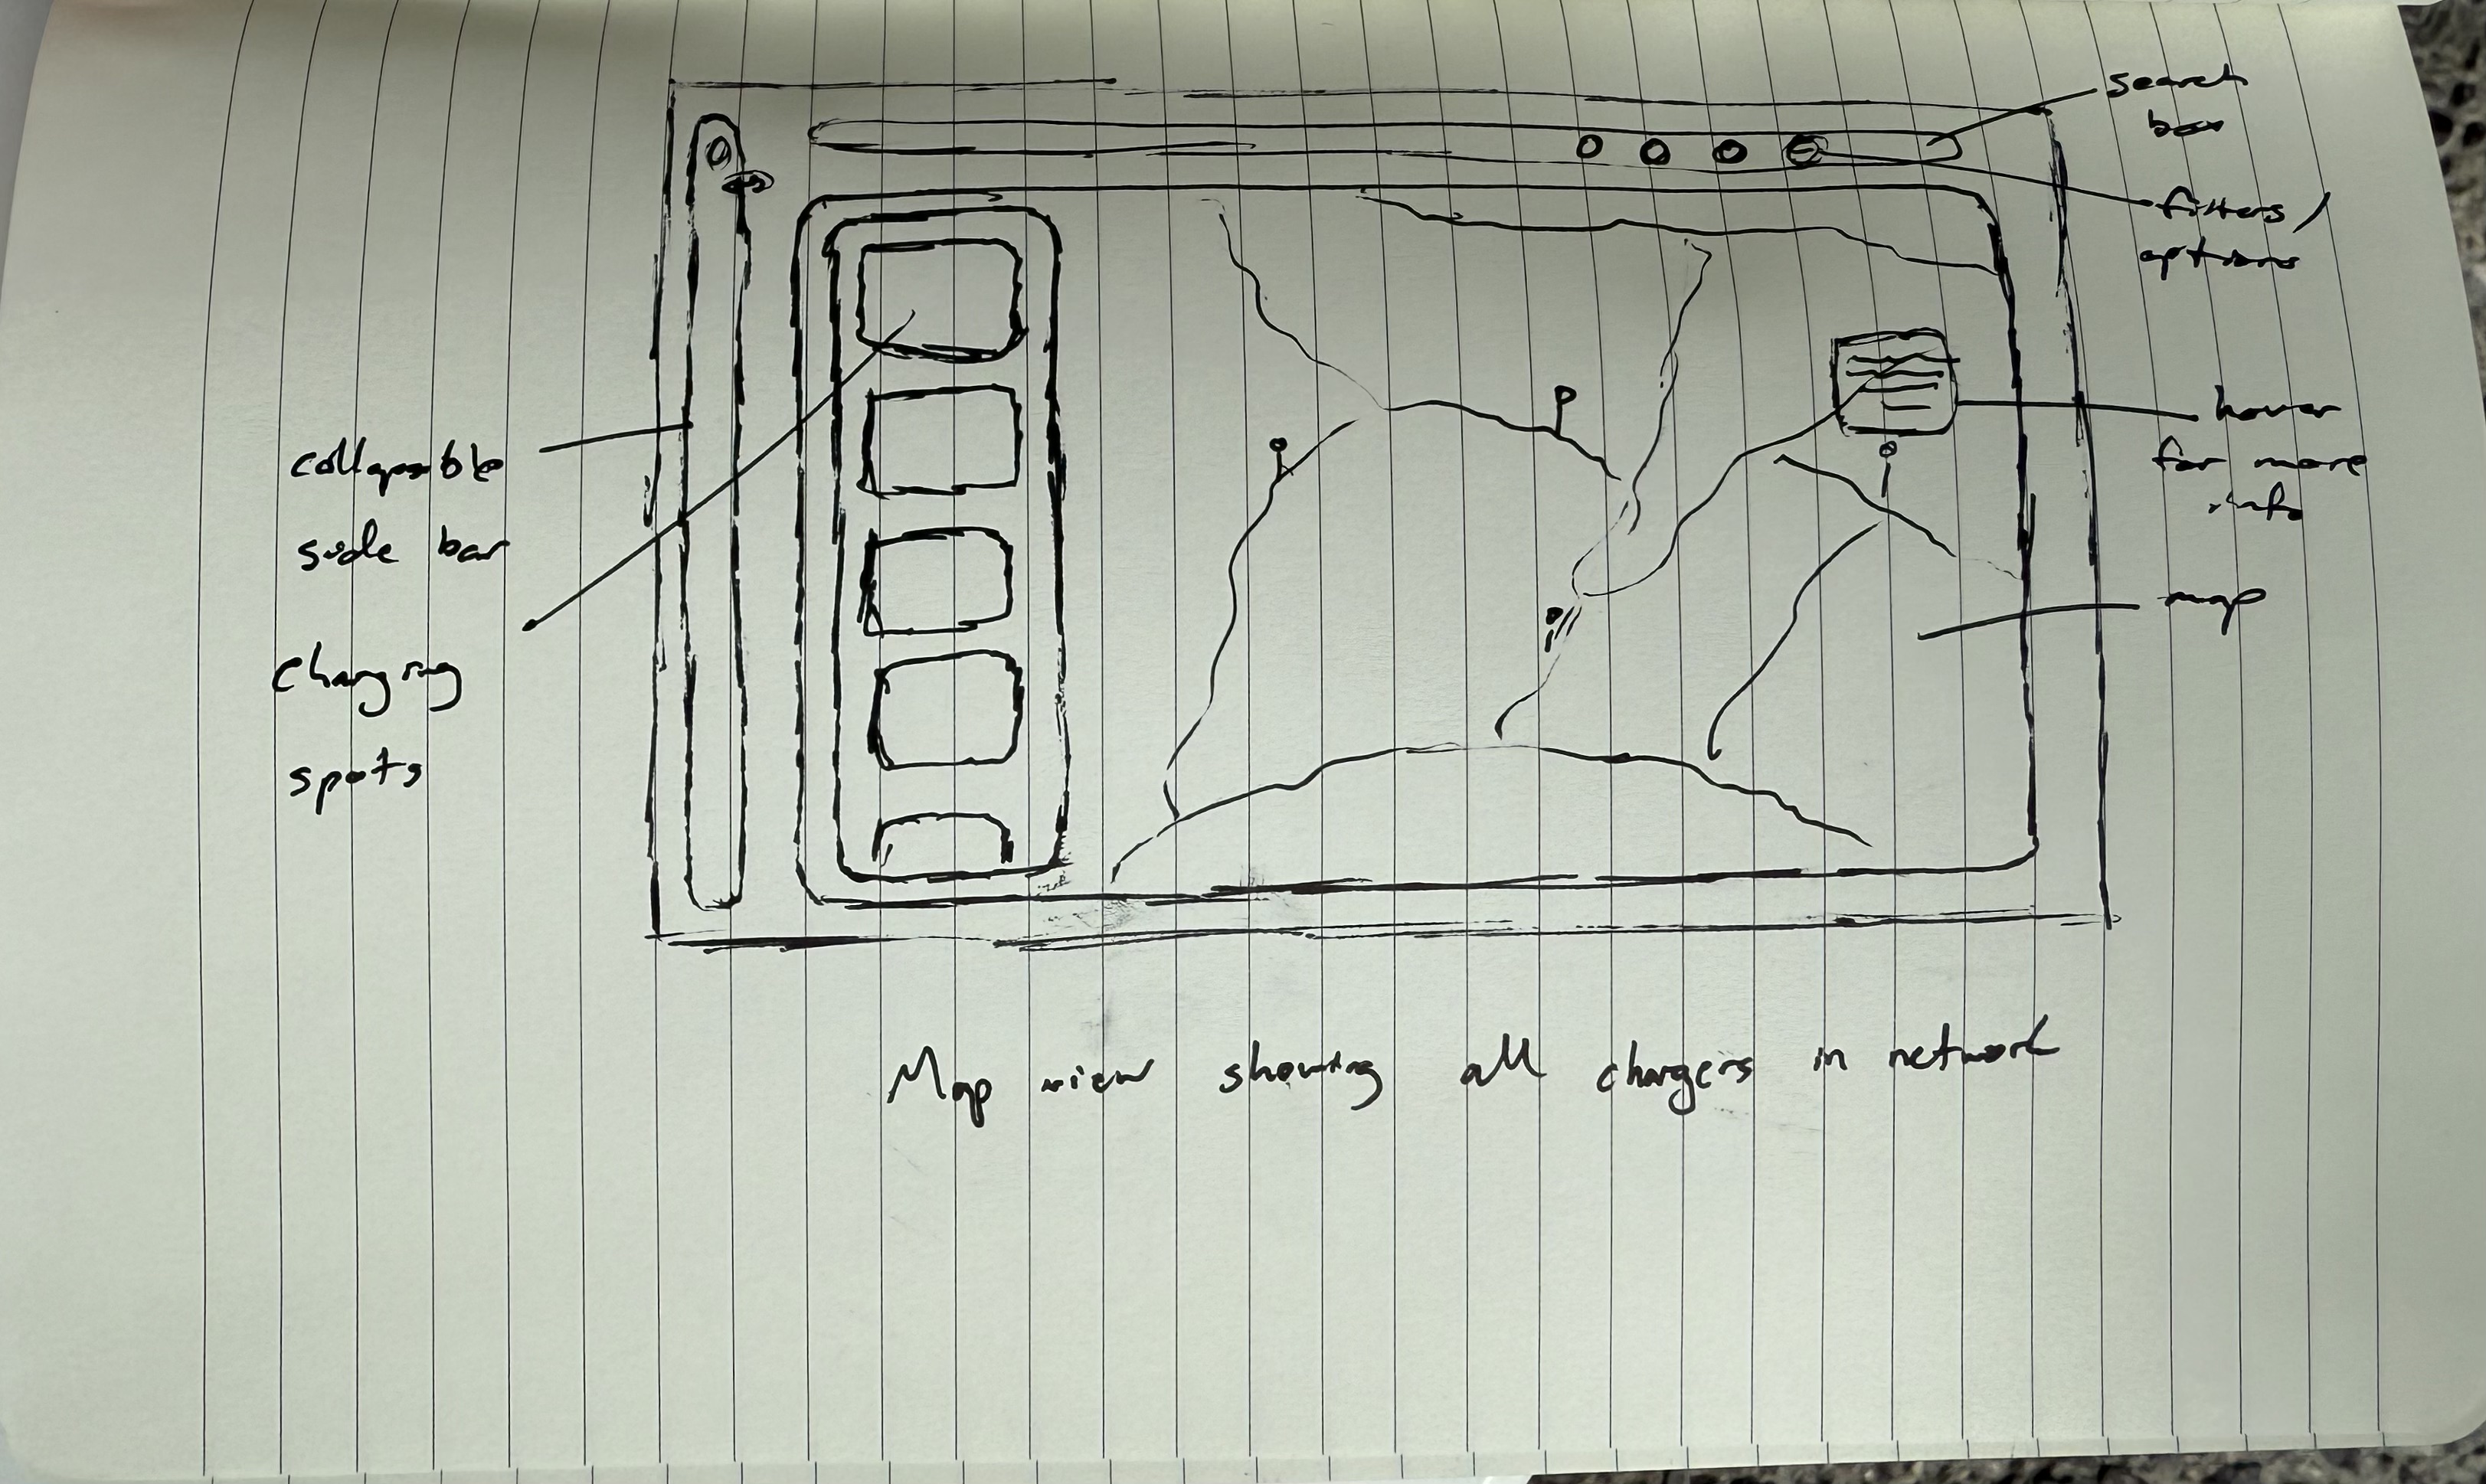 search
box
filters /
options
hover
for more
info
map
collapsible
side bar
charging
spots
Map view showing all chargers in network